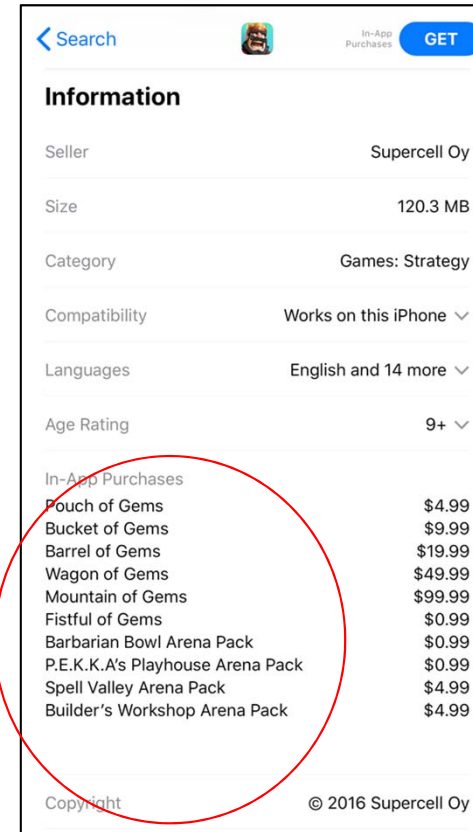 Search
In-App
Purchases
GET
Information
Seller Supercell Oy
Size 120.3 MB
Category Games: Strategy
Compatibility Works on this iPhone
Languages English and 14 more
Age Rating 9+
In-App Purchases
Pouch of Gems $4.99
Bucket of Gems $9.99
Barrel of Gems $19.99
Wagon of Gems $49.99
Mountain of Gems $99.99
Fistful of Gems $0.99
Barbarian Bowl Arena Pack $0.99
P.E.K.K.A's Playhouse Arena Pack $0.99
Spell Valley Arena Pack $4.99
Builder's Workshop Arena Pack $4.99
Copyright © 2016 Supercell Oy